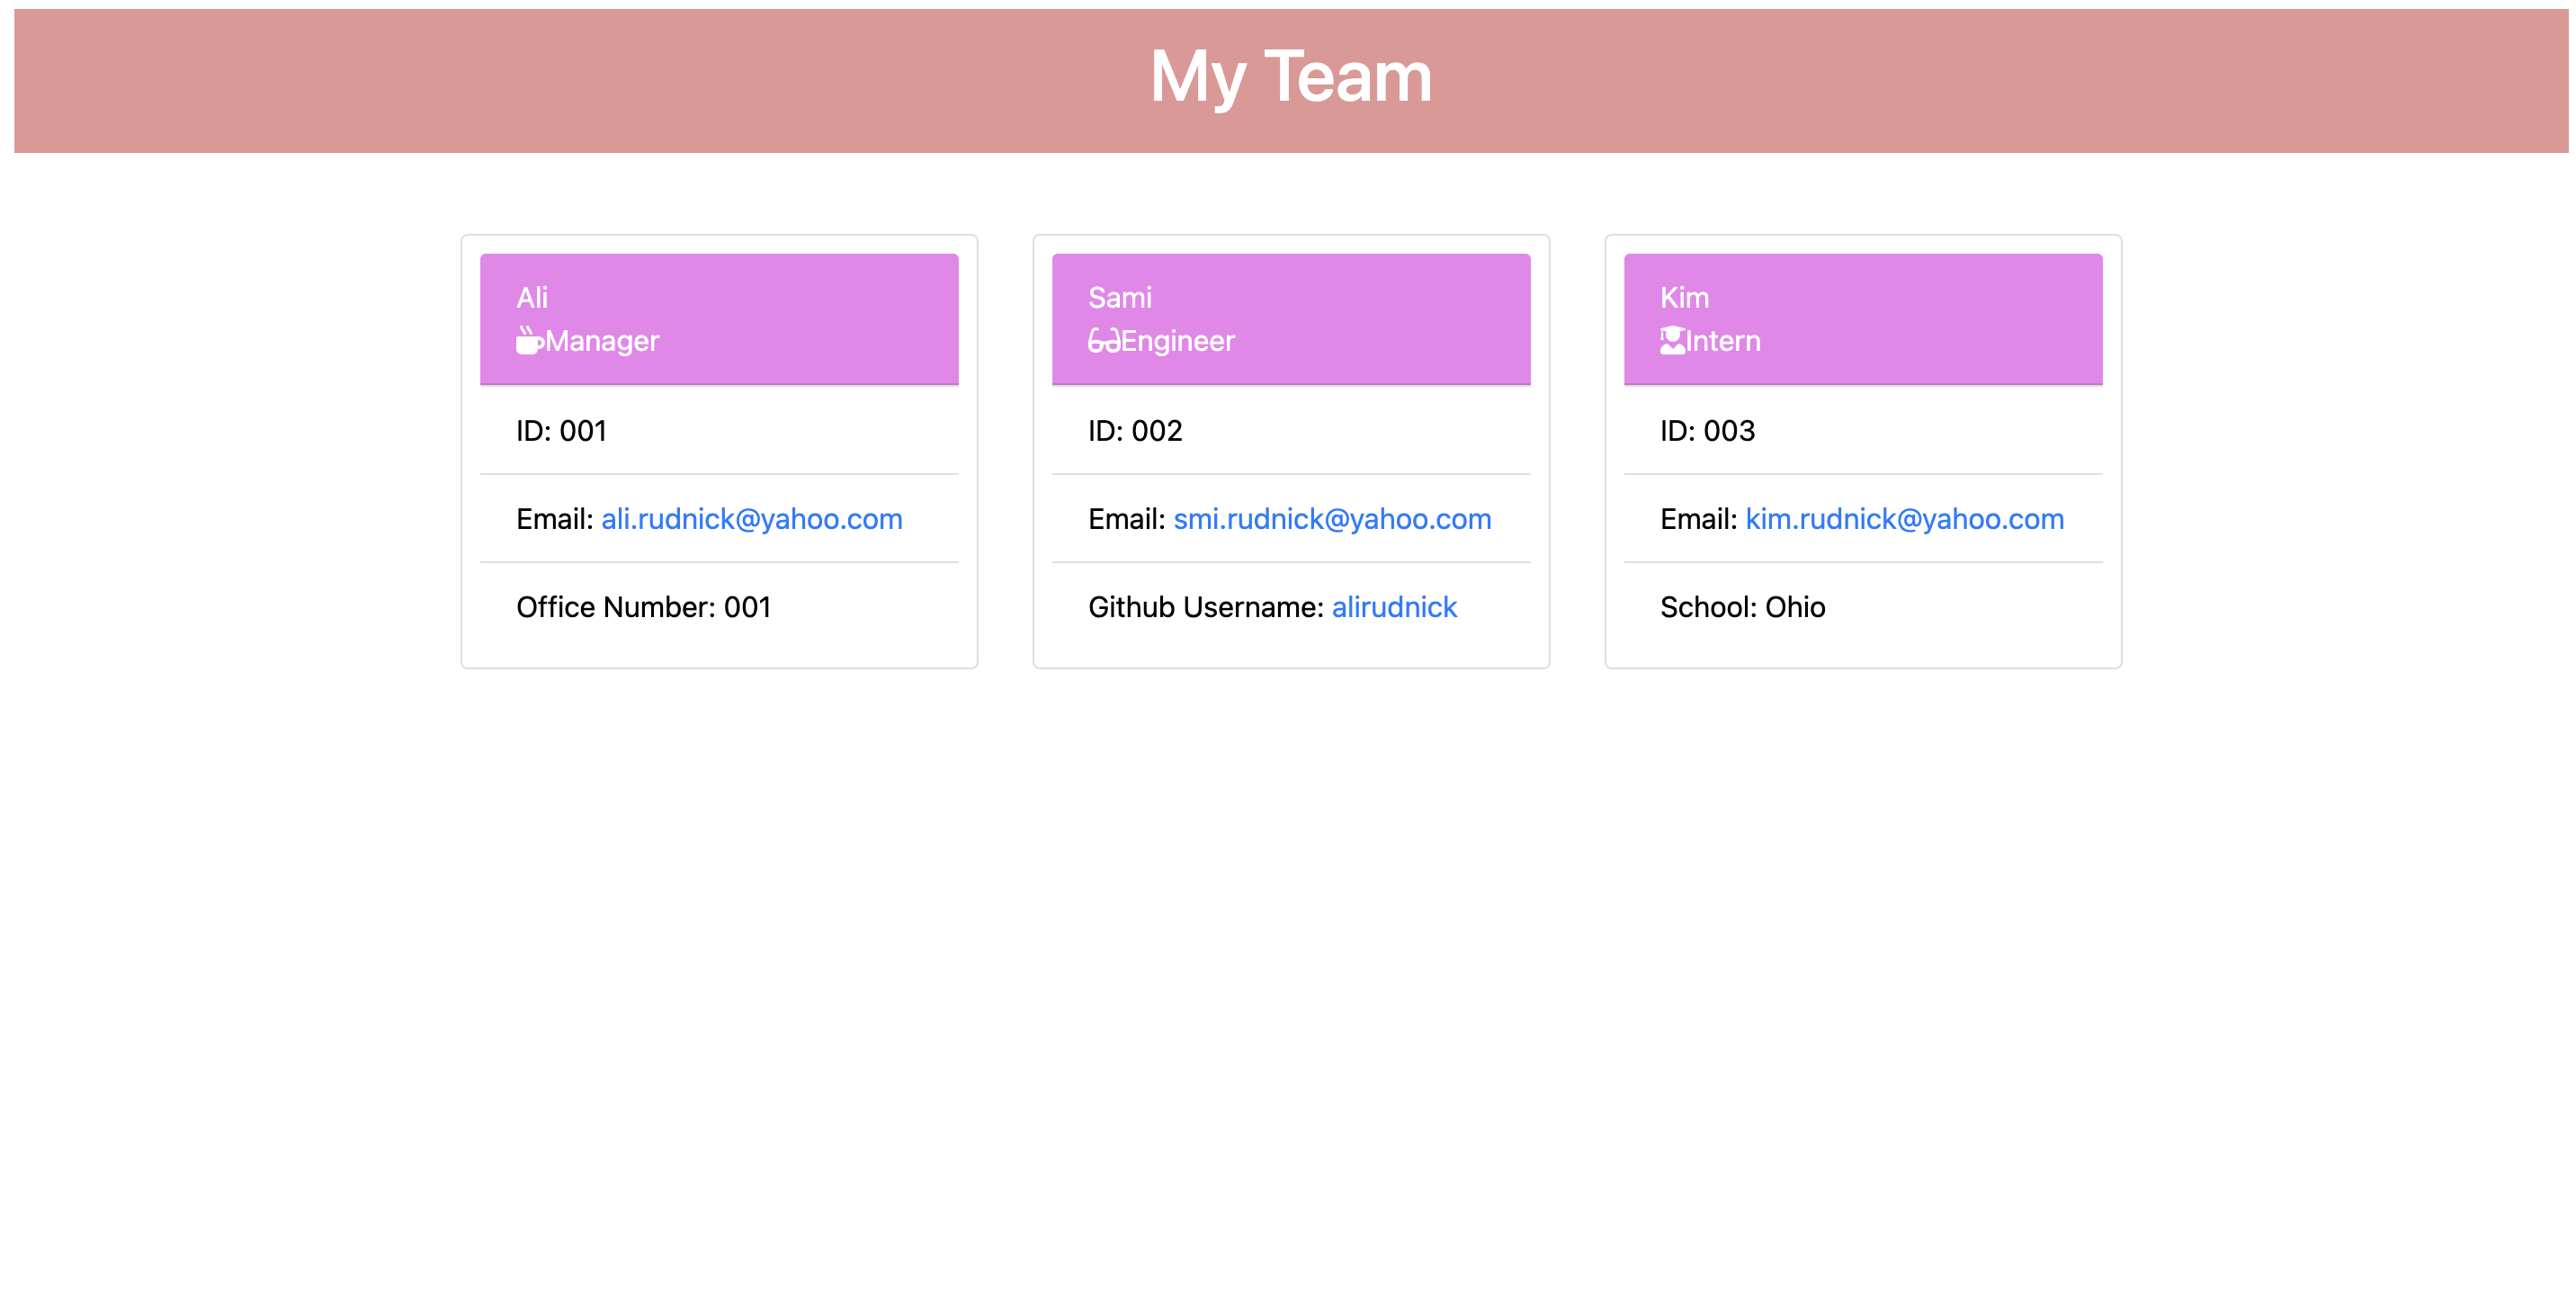 My Team
Ali
Manager
ID: 001
Email: ali.rudnick@yahoo.com
Office Number: 001
Sami
Engineer
ID: 002
Email: smi.rudnick@yahoo.com
Github Username: alirudnick
Kim
Intern
ID: 003
Email: kim.rudnick@yahoo.com
School: Ohio